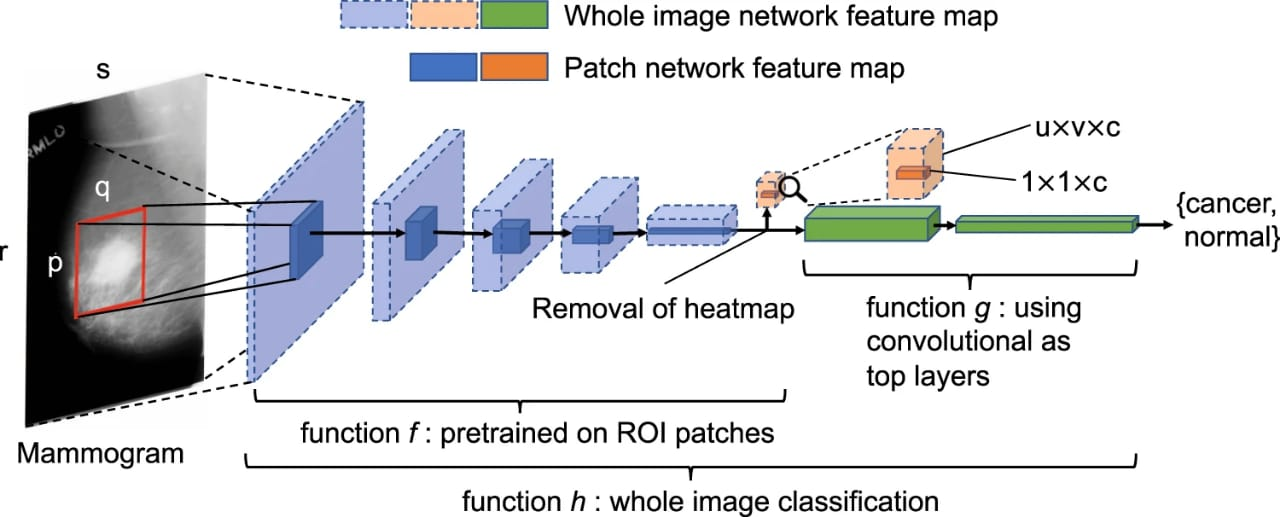 Whole image network feature map
Patch network feature map
s
RMLO
q
r
p
u×v×c
1×1×c
{cancer,
normal}
Removal of heatmap
function g : using
convolutional as
top layers
function f : pretrained on ROI patches
Mammogram
function h : whole image classification